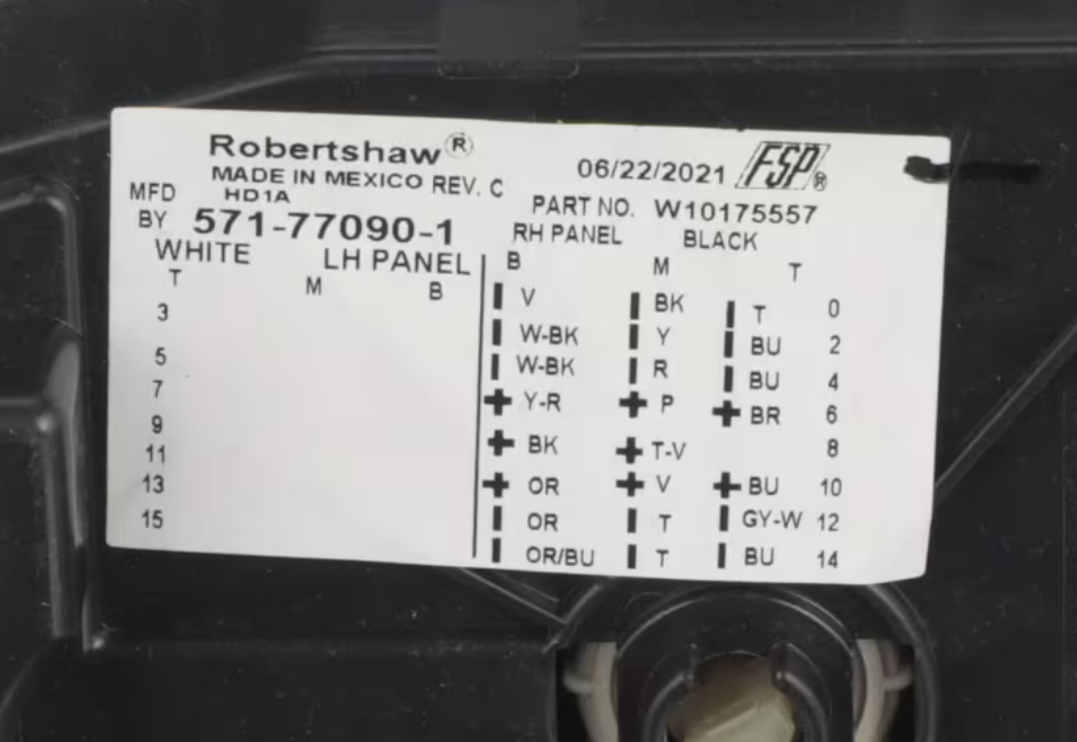 Robertshaw® 06/22/2021 FSP®
MADE IN MEXICO REV. C
MFD HD1A PART NO. W10175557
BY 571-77090-1 RH PANEL BLACK
WHITE LH PANEL B M T
T M B
V BK T 0
3
W-BK Y BU 2
5
W-BK R BU 4
7
+ Y-R + P + BR 6
9
+ BK + T-V 8
11
+ OR + V + BU 10
13
OR T GY-W 12
15
OR/BU T BU 14